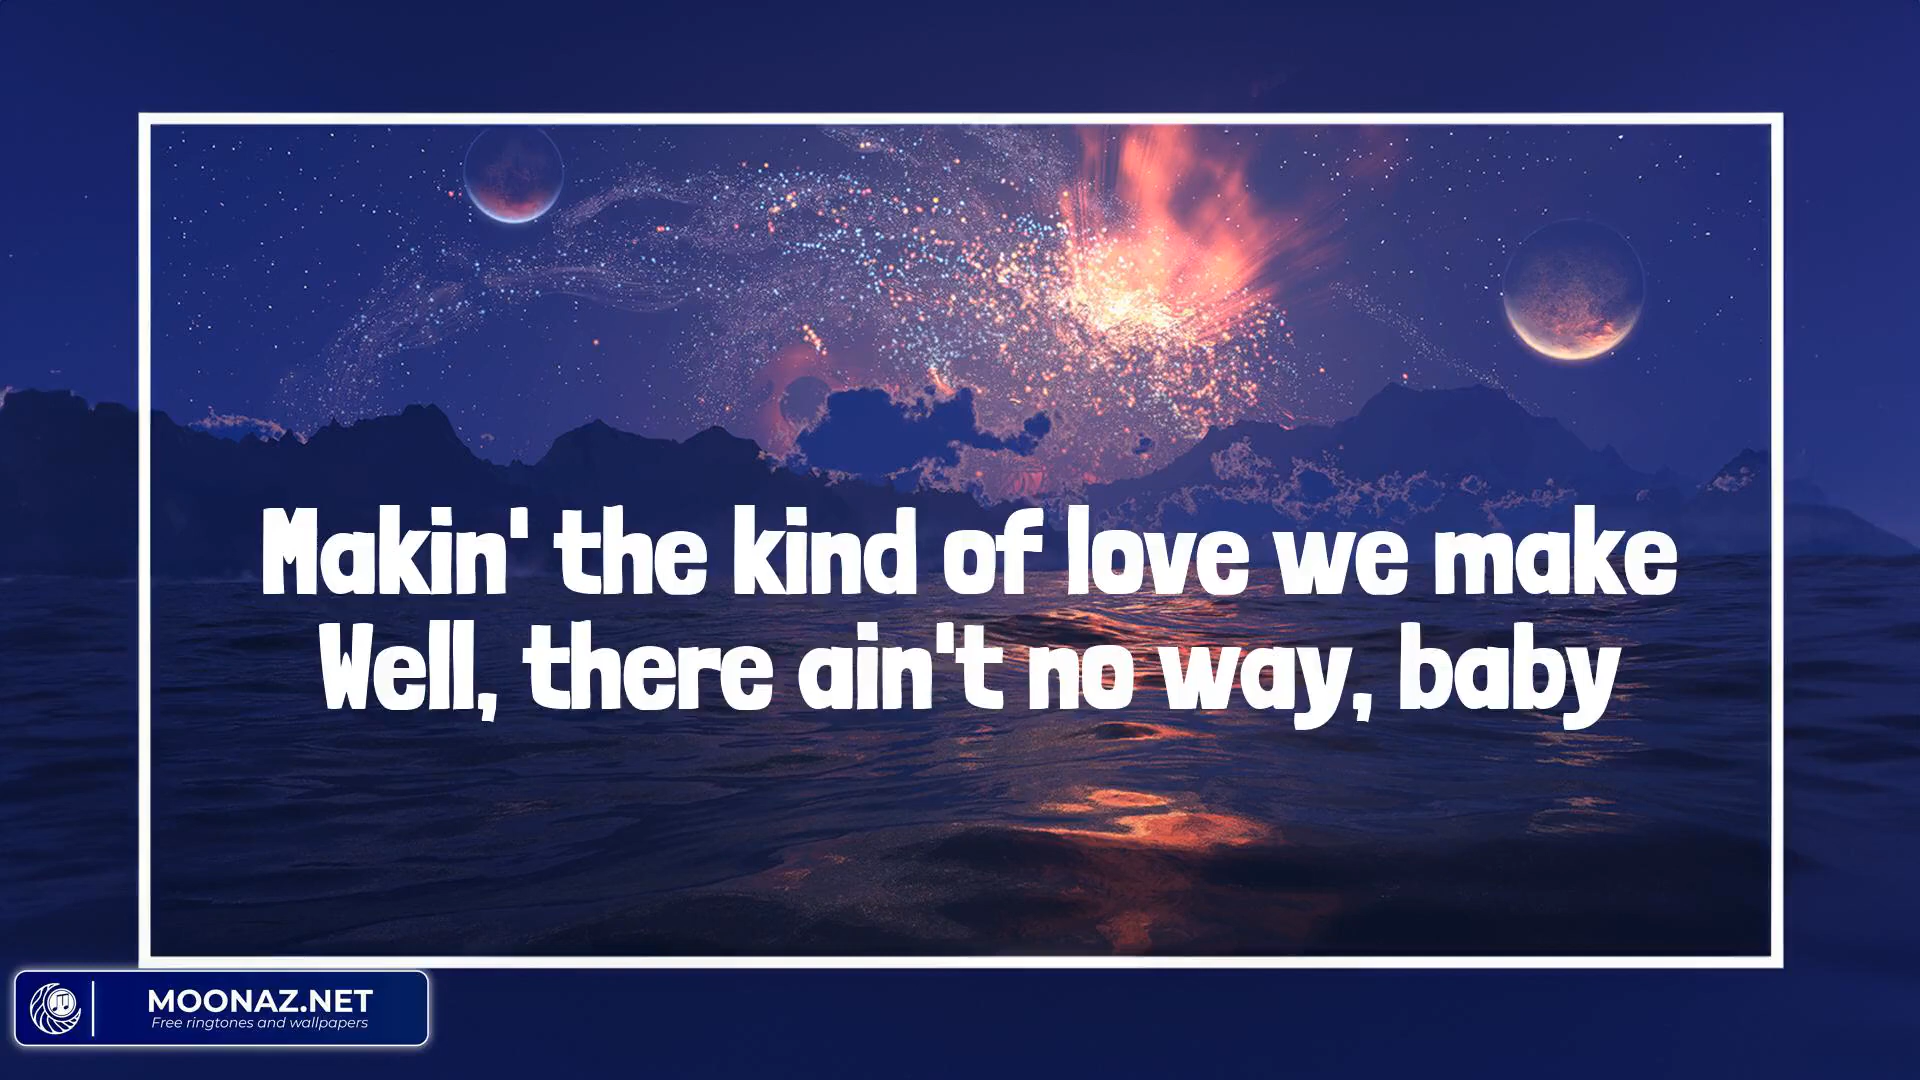 Makin' the kind of love we make
Well, there ain't no way, baby
MOONAZ.NET
Free ringtones and wallpapers